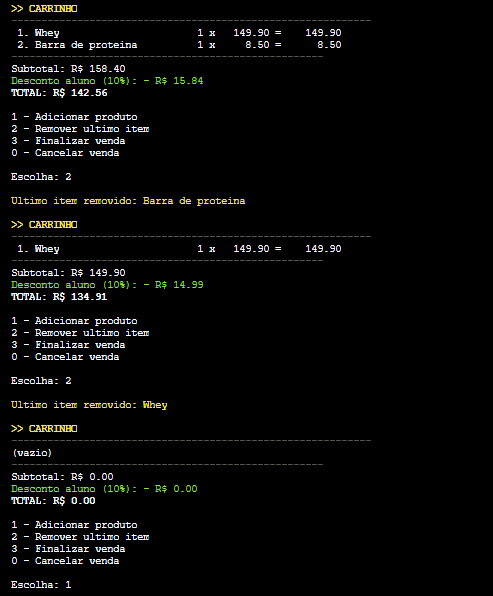 >> CARRINHO
------------------------------------------------------------
1. Whey 1 x 149.90 = 149.90
2. Barra de proteina 1 x 8.50 = 8.50
----------------------------------------------------
Subtotal: R$ 158.40
Desconto aluno (10%): - R$ 15.84
TOTAL: R$ 142.56
1 - Adicionar produto
2 - Remover ultimo item
3 - Finalizar venda
0 - Cancelar venda
Escolha: 2
Ultimo item removido: Barra de proteina
>> CARRINHO
------------------------------------------------------------
1. Whey 1 x 149.90 = 149.90
----------------------------------------------------
Subtotal: R$ 149.90
Desconto aluno (10%): - R$ 14.99
TOTAL: R$ 134.91
1 - Adicionar produto
2 - Remover ultimo item
3 - Finalizar venda
0 - Cancelar venda
Escolha: 2
Ultimo item removido: Whey
>> CARRINHO
------------------------------------------------------------
(vazio)
----------------------------------------------------
Subtotal: R$ 0.00
Desconto aluno (10%): - R$ 0.00
TOTAL: R$ 0.00
1 - Adicionar produto
2 - Remover ultimo item
3 - Finalizar venda
0 - Cancelar venda
Escolha: 1